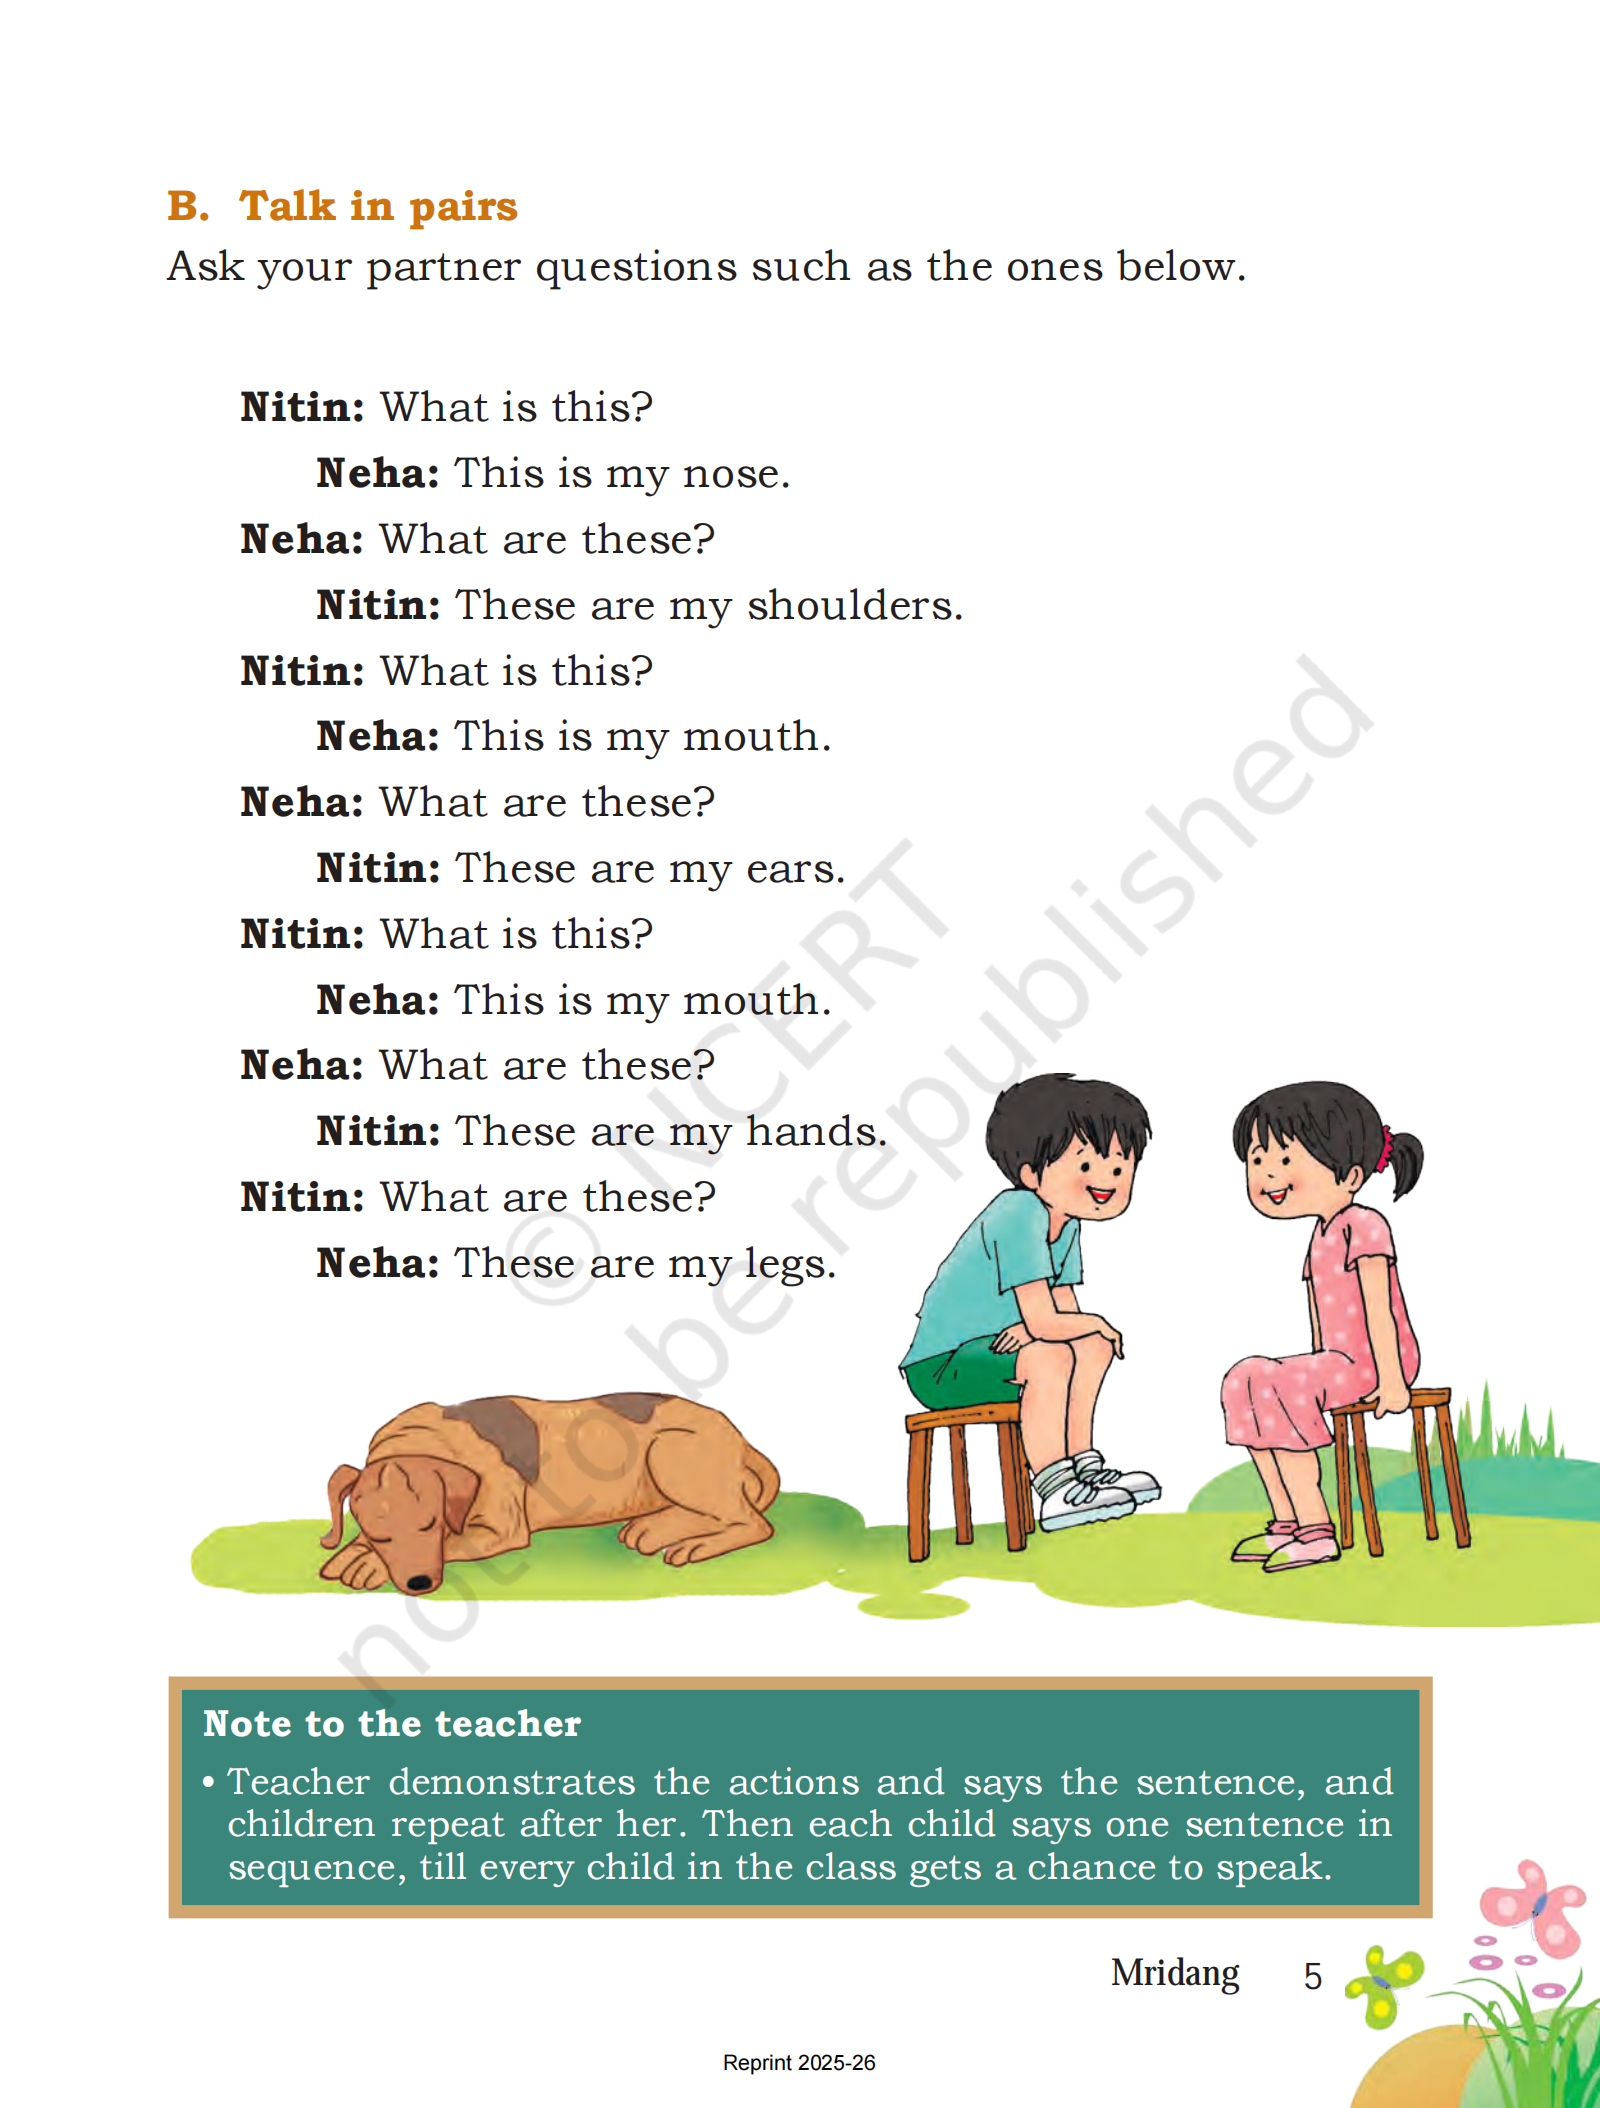 B. Talk in pairs
Ask your partner questions such as the ones below.
Nitin: What is this?
Neha: This is my nose.
Neha: What are these?
Nitin: These are my shoulders.
Nitin: What is this?
Neha: This is my mouth.
Neha: What are these?
Nitin: These are my ears.
Nitin: What is this?
Neha: This is my mouth.
Neha: What are these?
Nitin: These are my hands.
Nitin: What are these?
Neha: These are my legs.
© NCERT
not to be republished
Note to the teacher
• Teacher demonstrates the actions and says the sentence, and
children repeat after her. Then each child says one sentence in
sequence, till every child in the class gets a chance to speak.
Mridang 5
Reprint 2025-26